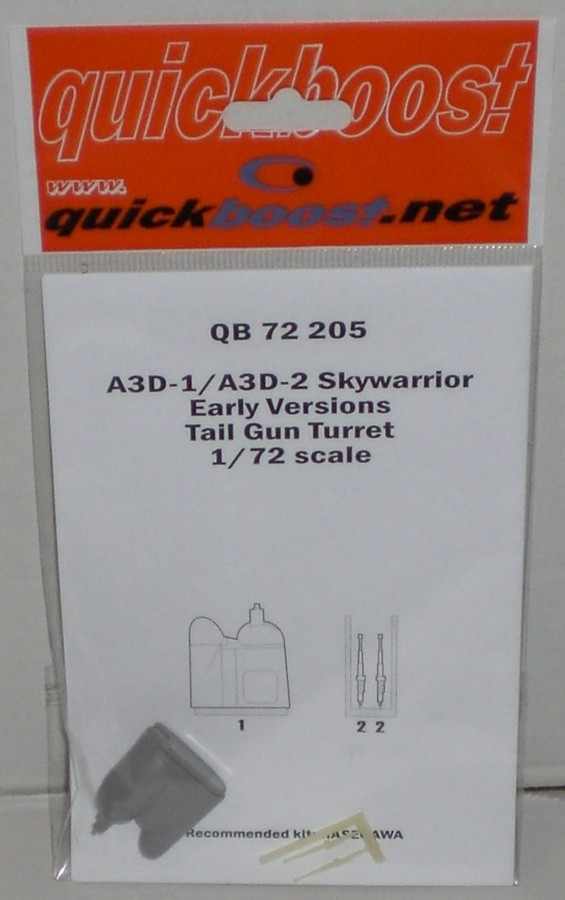 quickboost
www.
quickboost.net
QB 72 205
A3D-1/A3D-2 Skywarrior
Early Versions
Tail Gun Turret
1/72 scale
1
2 2
Recommended kit: HASEGAWA